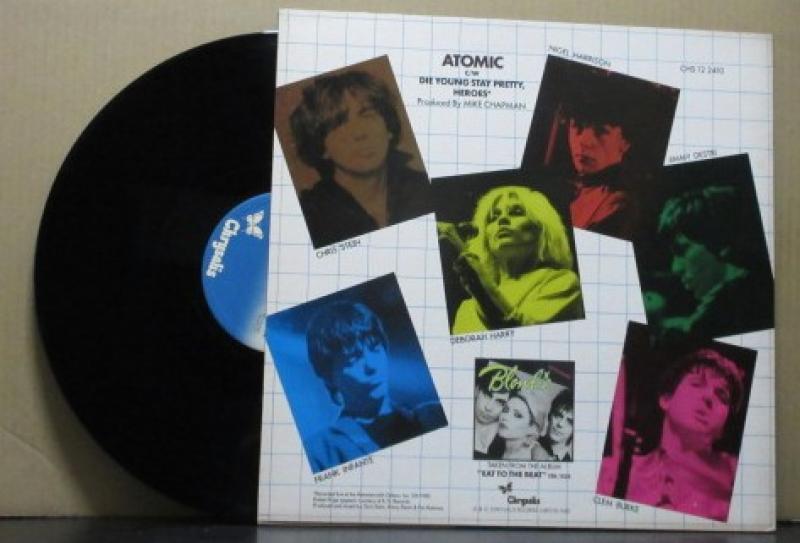 ATOMIC
C/W
DIE YOUNG STAY PRETTY,
HEROES*
Produced By MIKE CHAPMAN
NIGEL HARRISON
CHS 12 2410
JIMMY DESTRI
CHRIS STEIN
DEBORAH HARRY
Chrysalis
Blondie
FRANK INFANTE
TAKEN FROM THE ALBUM
"EAT TO THE BEAT"
Chrysalis
CLEM BURKE